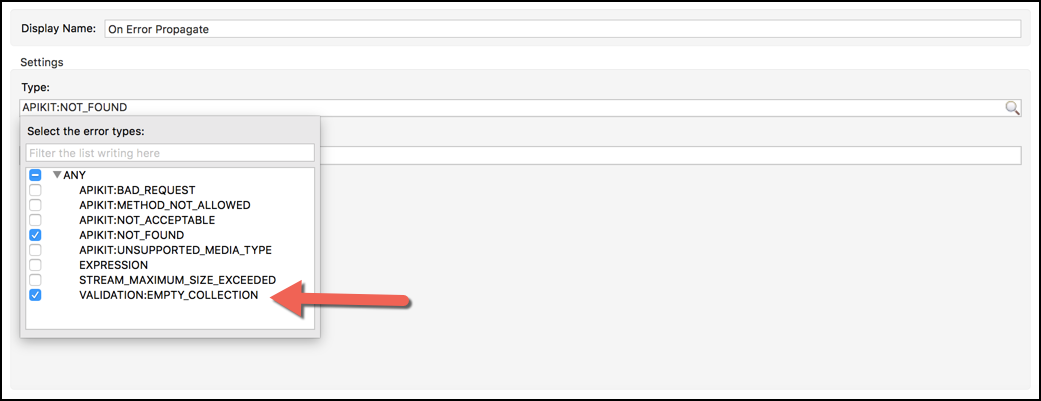 Display Name: On Error Propagate
Settings
Type:
APIKIT:NOT_FOUND
Select the error types:
Filter the list writing here
ANY
APIKIT:BAD_REQUEST
APIKIT:METHOD_NOT_ALLOWED
APIKIT:NOT_ACCEPTABLE
APIKIT:NOT_FOUND
APIKIT:UNSUPPORTED_MEDIA_TYPE
EXPRESSION
STREAM_MAXIMUM_SIZE_EXCEEDED
VALIDATION:EMPTY_COLLECTION